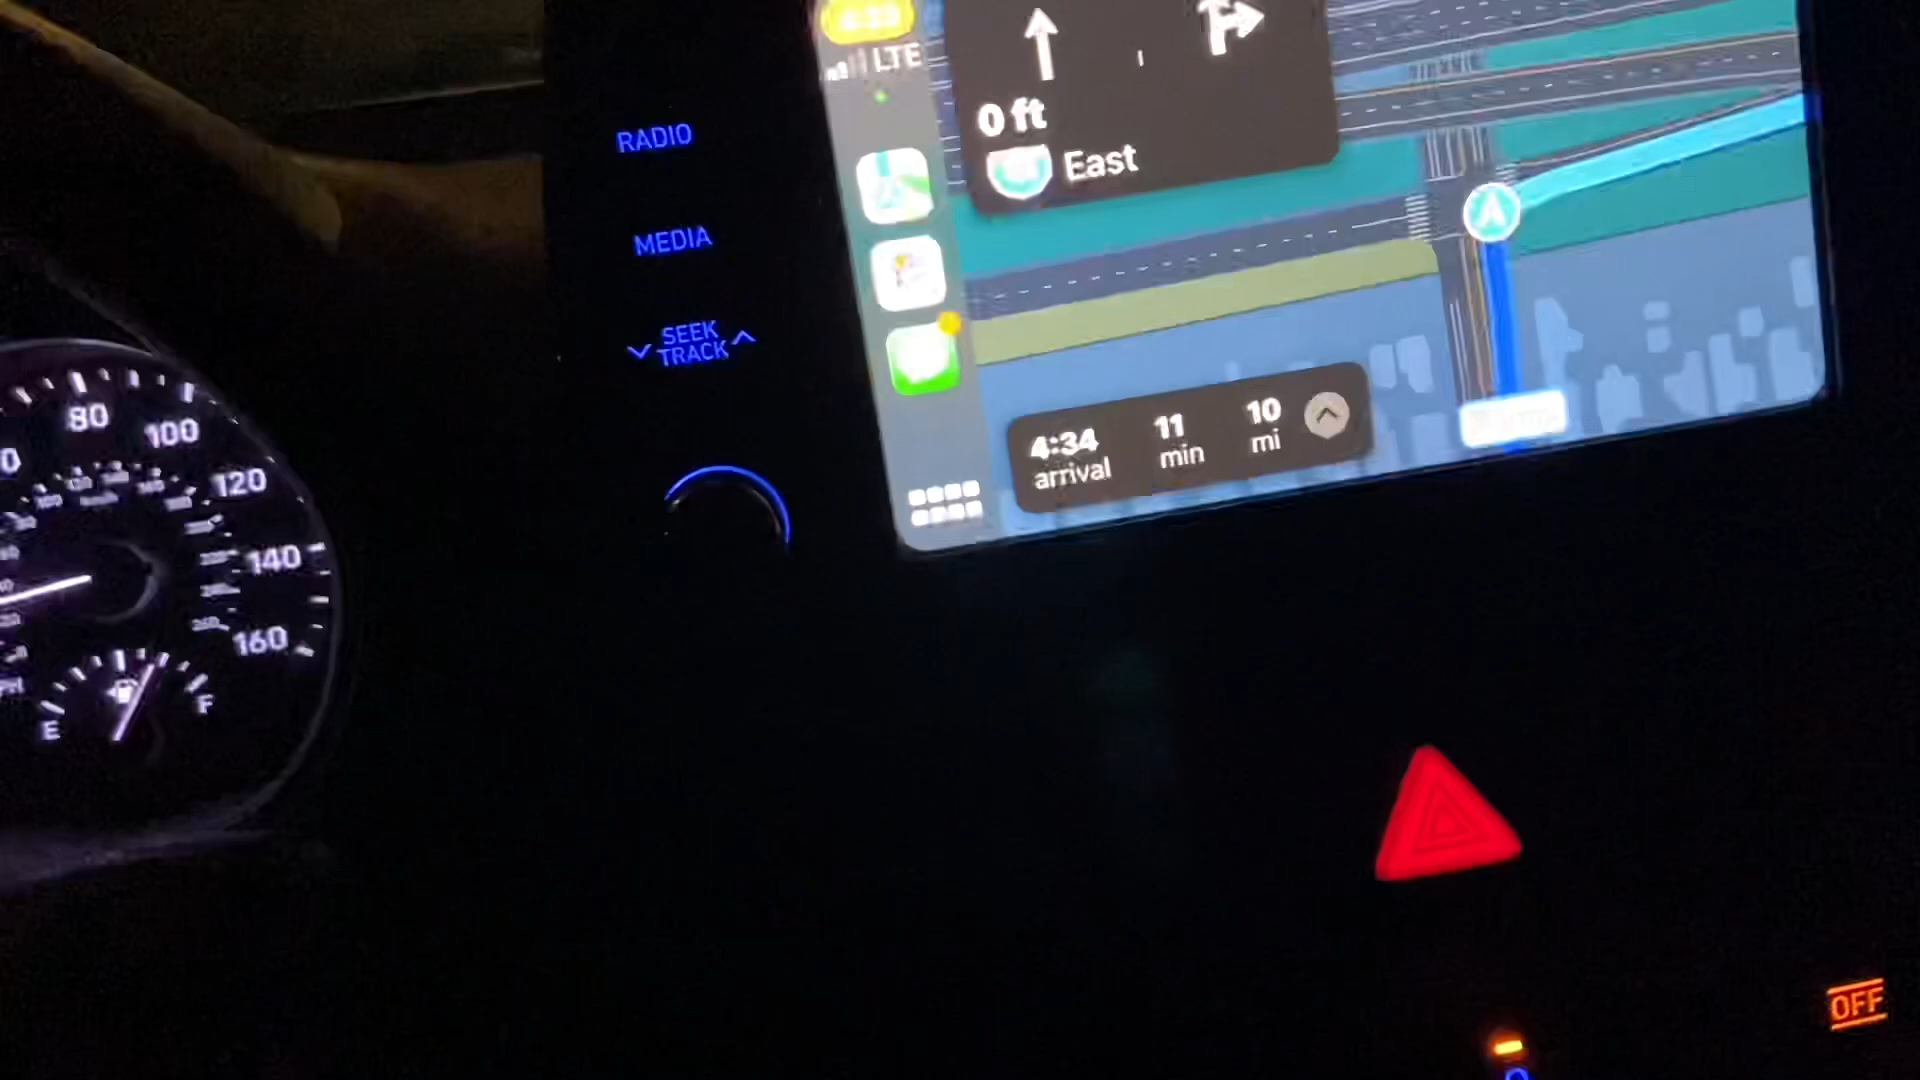 LTE
0 ft
East
RADIO
MEDIA
SEEK
TRACK
4:34
arrival
11
min
10
mi
80
100
120
140
160
E
F
OFF